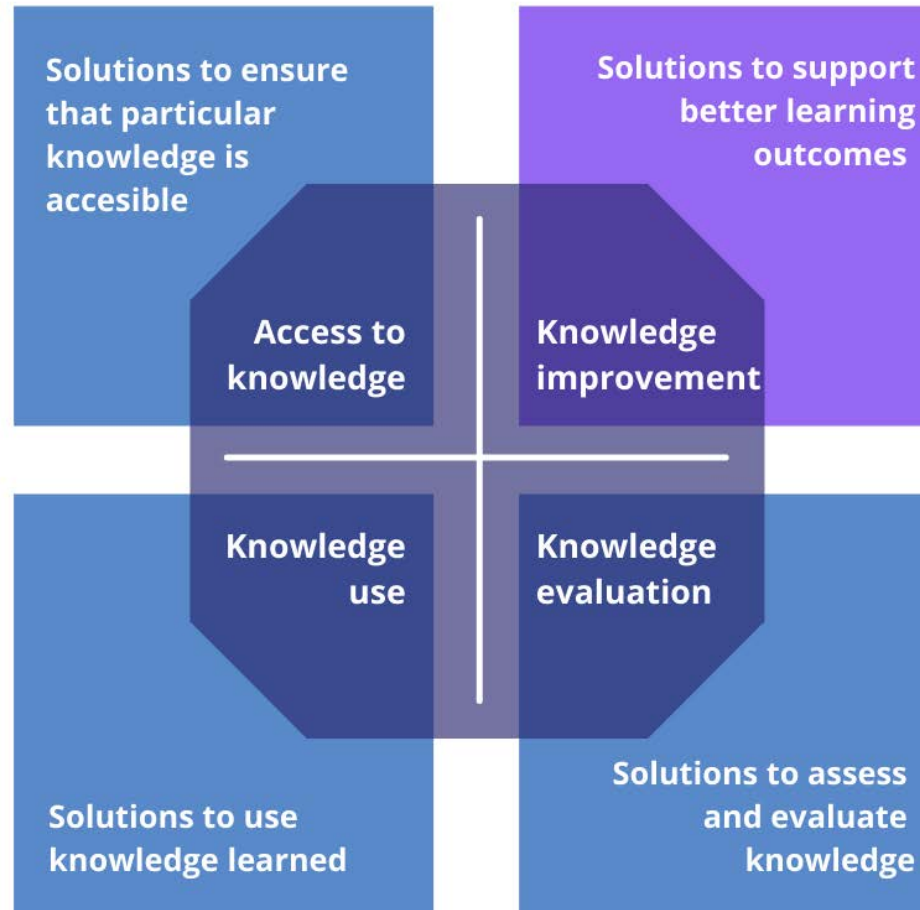 Solutions to ensure
that particular
knowledge is
accesible
Solutions to support
better learning
outcomes
Access to
knowledge
Knowledge
improvement
Knowledge
use
Knowledge
evaluation
Solutions to use
knowledge learned
Solutions to assess
and evaluate
knowledge